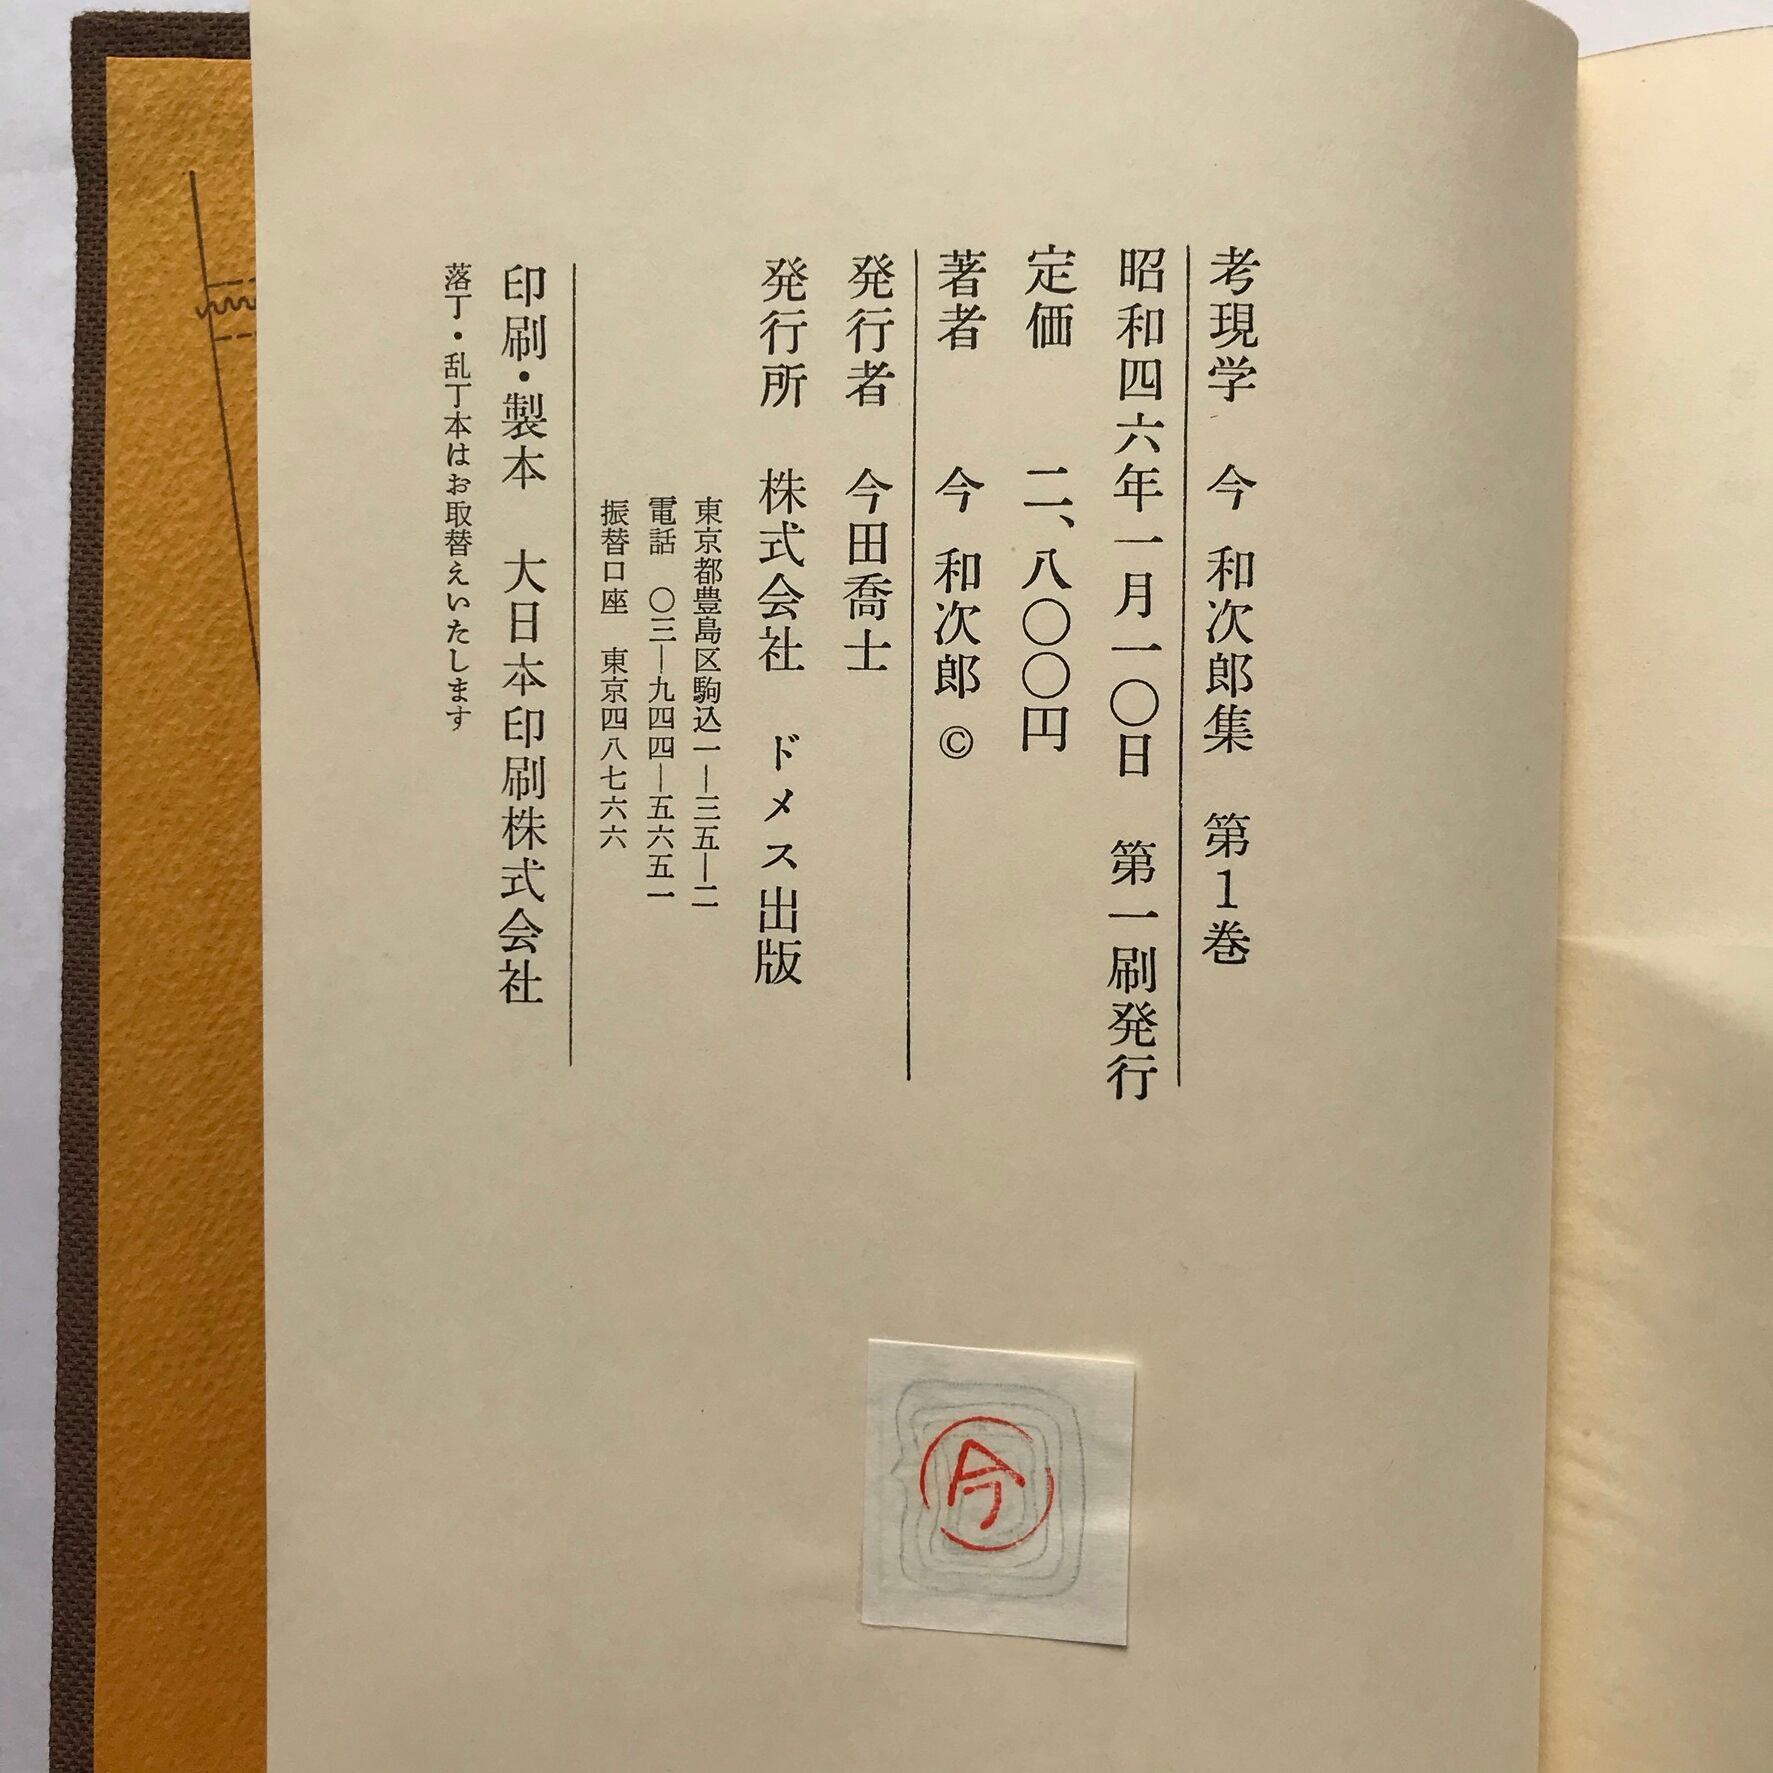 考現学　今　和次郎集　第1巻
昭和四六年一月一〇日　第一刷発行
定価　二、八〇〇円
著者　今　和次郎 ©
発行者　今田喬士
発行所　株式会社　ドメス出版
東京都豊島区駒込一—三五—二
電話　〇三—九四四—五六五一
振替口座　東京四八七六六
印刷・製本　大日本印刷株式会社
落丁・乱丁本はお取替えいたします
今